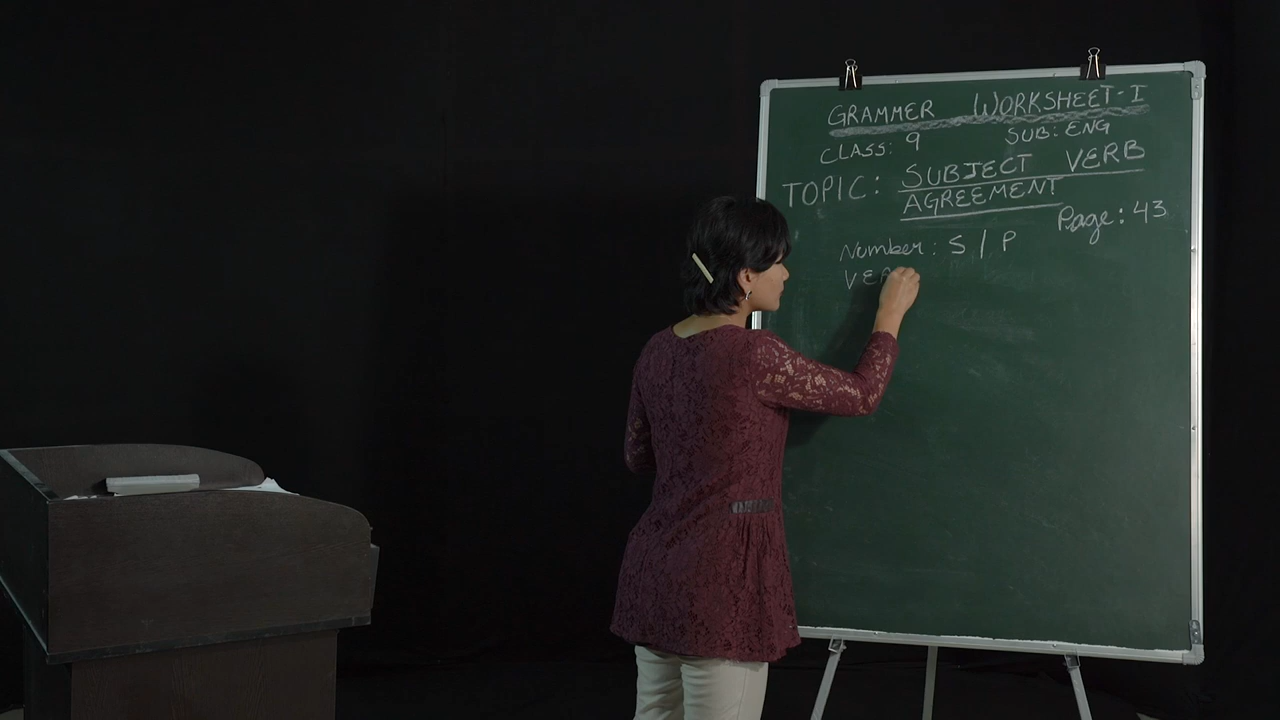 GRAMMER WORKSHEET-I
CLASS: 9 SUB: ENG
TOPIC: SUBJECT VERB
AGREEMENT
Page: 43
Number: S / P